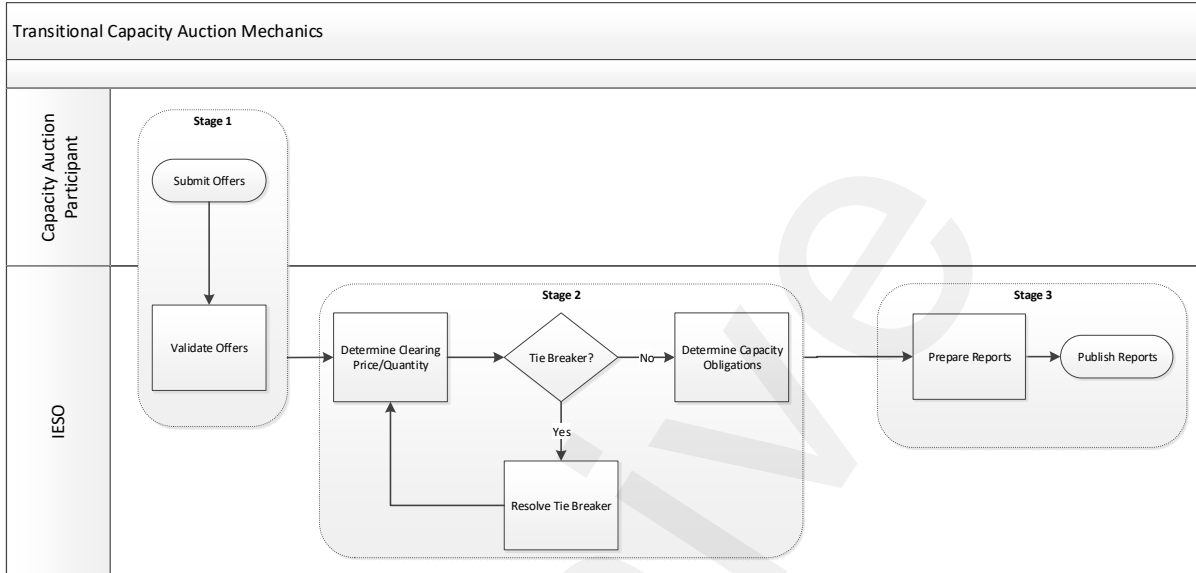 Transitional Capacity Auction Mechanics
Capacity Auction
Participant
Stage 1
Submit Offers
IESO
Validate Offers
Stage 2
Determine Clearing
Price/Quantity
Tie Breaker?
No
Determine Capacity
Obligations
Yes
Resolve Tie Breaker
Stage 3
Prepare Reports
Publish Reports